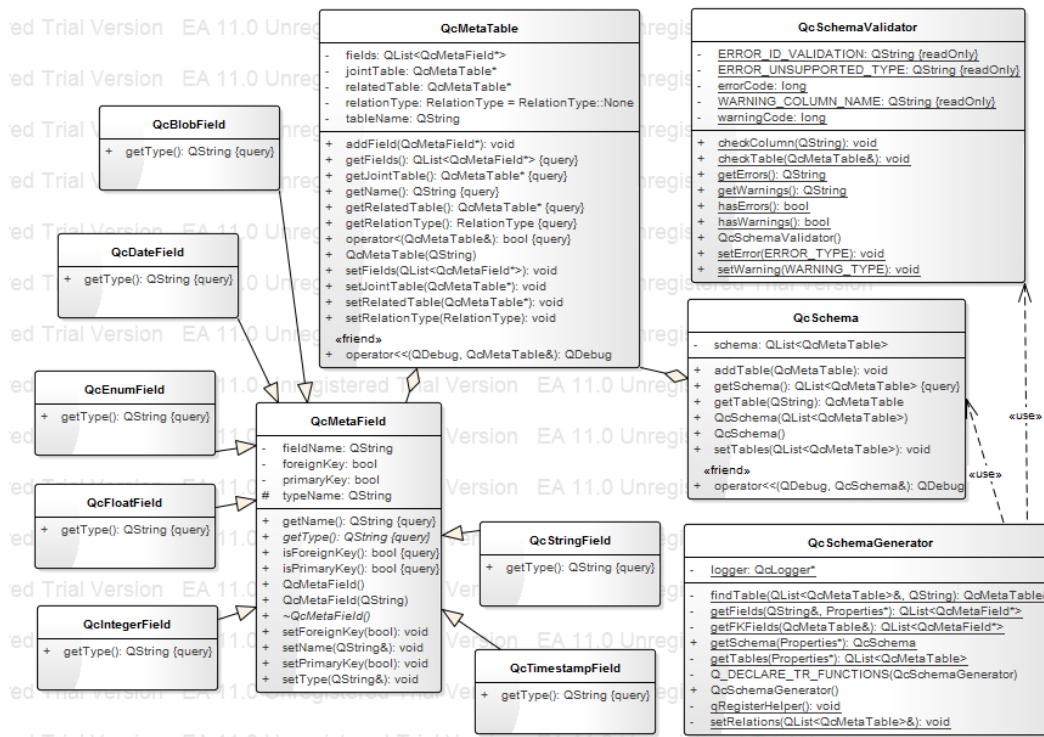 QcMetaTable
- fields: QList<QcMetaField*>
- jointTable: QcMetaTable*
- relatedTable: QcMetaTable*
- relationType: RelationType = RelationType::None
- tableName: QString
+ addField(QcMetaField*): void
+ getFields(): QList<QcMetaField*> {query}
+ getJointTable(): QcMetaTable* {query}
+ getName(): QString {query}
+ getRelatedTable(): QcMetaTable* {query}
+ getRelationType(): RelationType {query}
+ operator<(QcMetaTable&): bool {query}
+ QcMetaTable(QString)
+ setFields(QList<QcMetaField*>): void
+ setJointTable(QcMetaTable*): void
+ setRelatedTable(QcMetaTable*): void
+ setRelationType(RelationType): void
«friend»
+ operator<<(QDebug, QcMetaTable&): QDebug
QcSchemaValidator
- ERROR_ID_VALIDATION: QString {readOnly}
- ERROR_UNSUPPORTED_TYPE: QString {readOnly}
- errorCode: long
- WARNING_COLUMN_NAME: QString {readOnly}
- warningCode: long
+ checkColumn(QString): void
+ checkTable(QcMetaTable&): void
+ getErrors(): QString
+ getWarnings(): QString
+ hasErrors(): bool
+ hasWarnings(): bool
+ QcSchemaValidator()
+ setError(ERROR_TYPE): void
+ setWarning(WARNING_TYPE): void
QcBlobField
+ getType(): QString {query}
QcDateField
+ getType(): QString {query}
QcEnumField
+ getType(): QString {query}
QcFloatField
+ getType(): QString {query}
QcIntegerField
+ getType(): QString {query}
QcMetaField
- fieldName: QString
- foreignKey: bool
- primaryKey: bool
# typeName: QString
+ getName(): QString {query}
+ getType(): QString {query}
+ isForeignKey(): bool {query}
+ isPrimaryKey(): bool {query}
+ QcMetaField()
+ QcMetaField(QString)
+ ~QcMetaField()
+ setForeignKey(bool): void
+ setName(QString&): void
+ setPrimaryKey(bool): void
+ setType(QString&): void
QcStringField
+ getType(): QString {query}
QcTimestampField
+ getType(): QString {query}
QcSchema
- schema: QList<QcMetaTable>
+ addTable(QcMetaTable): void
+ getSchema(): QList<QcMetaTable> {query}
+ getTable(QString): QcMetaTable
+ QcSchema(QList<QcMetaTable>)
+ QcSchema()
+ setTables(QList<QcMetaTable>): void
«friend»
+ operator<<(QDebug, QcSchema&): QDebug
«use»
«use»
QcSchemaGenerator
- logger: QcLogger*
- findTable(QList<QcMetaTable>&, QString): QcMetaTable
- getFields(QString&, Properties*): QList<QcMetaField*>
- getFKFields(QcMetaTable&): QList<QcMetaField*>
+ getSchema(Properties*): QcSchema
- getTables(Properties*): QList<QcMetaTable>
- Q_DECLARE_TR_FUNCTIONS(QcSchemaGenerator)
+ QcSchemaGenerator()
- qRegisterHelper(): void
- setRelations(QList<QcMetaTable>&): void